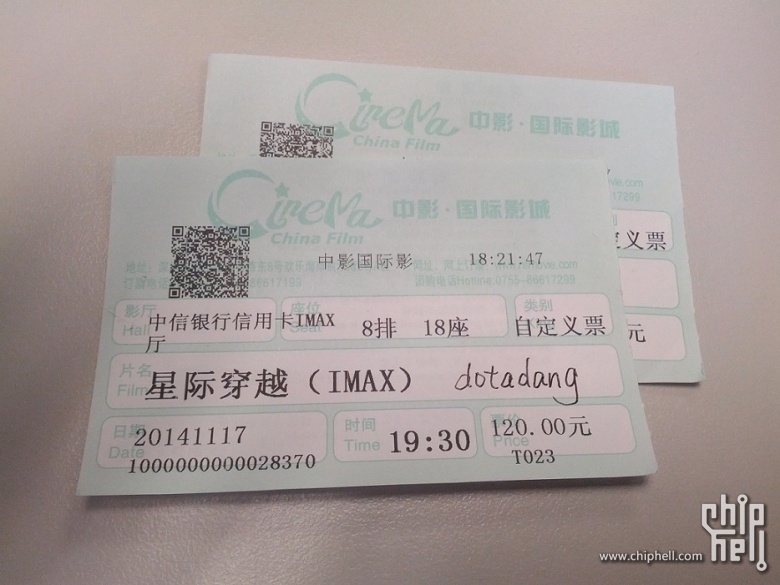 CineMa 中影·国际影城
China Film
CineMa 中影·国际影城
China Film
中影国际影 18:21:47
影厅
Hall
中信银行信用卡IMAX
厅
座位
Seat
8排 18座
类别
自定义票
片名
Film
星际穿越（IMAX） dotadang
日期
Date
20141117
1000000000028370
时间
Time
19:30
票价
Price
120.00元
T023
义票
元
chip
hell
www.chiphell.com